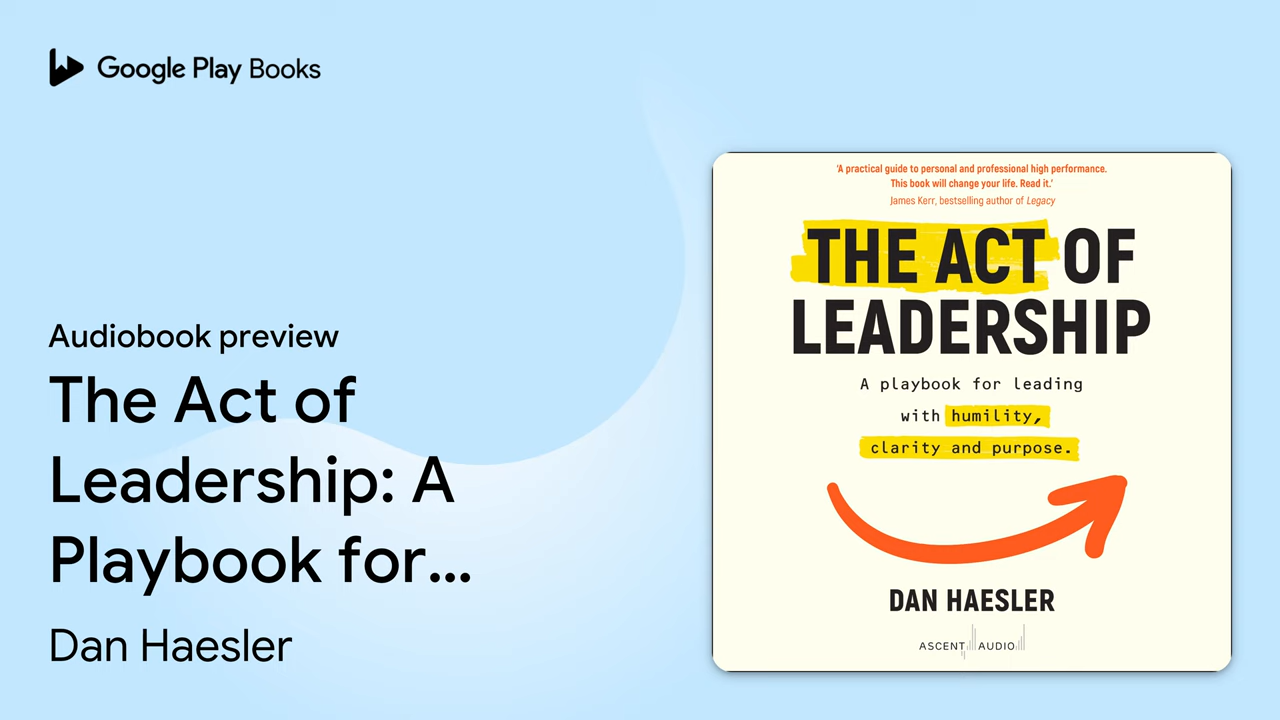 Google Play Books
Audiobook preview
The Act of
Leadership: A
Playbook for...
Dan Haesler
'A practical guide to personal and professional high performance.
This book will change your life. Read it.'
James Kerr, bestselling author of Legacy
THE ACT OF
LEADERSHIP
A playbook for leading
with humility,
clarity and purpose.
DAN HAESLER
ASCENT AUDIO